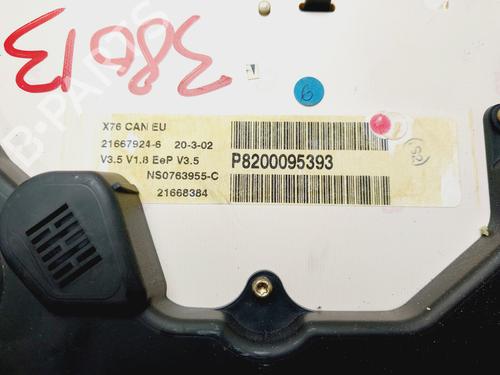 38613
B-PARTS
6
X76 CAN EU
21667924-6 20-3-02
V3.5 V1.8 EeP V3.5
P8200095393
NS0763955-C
21668384